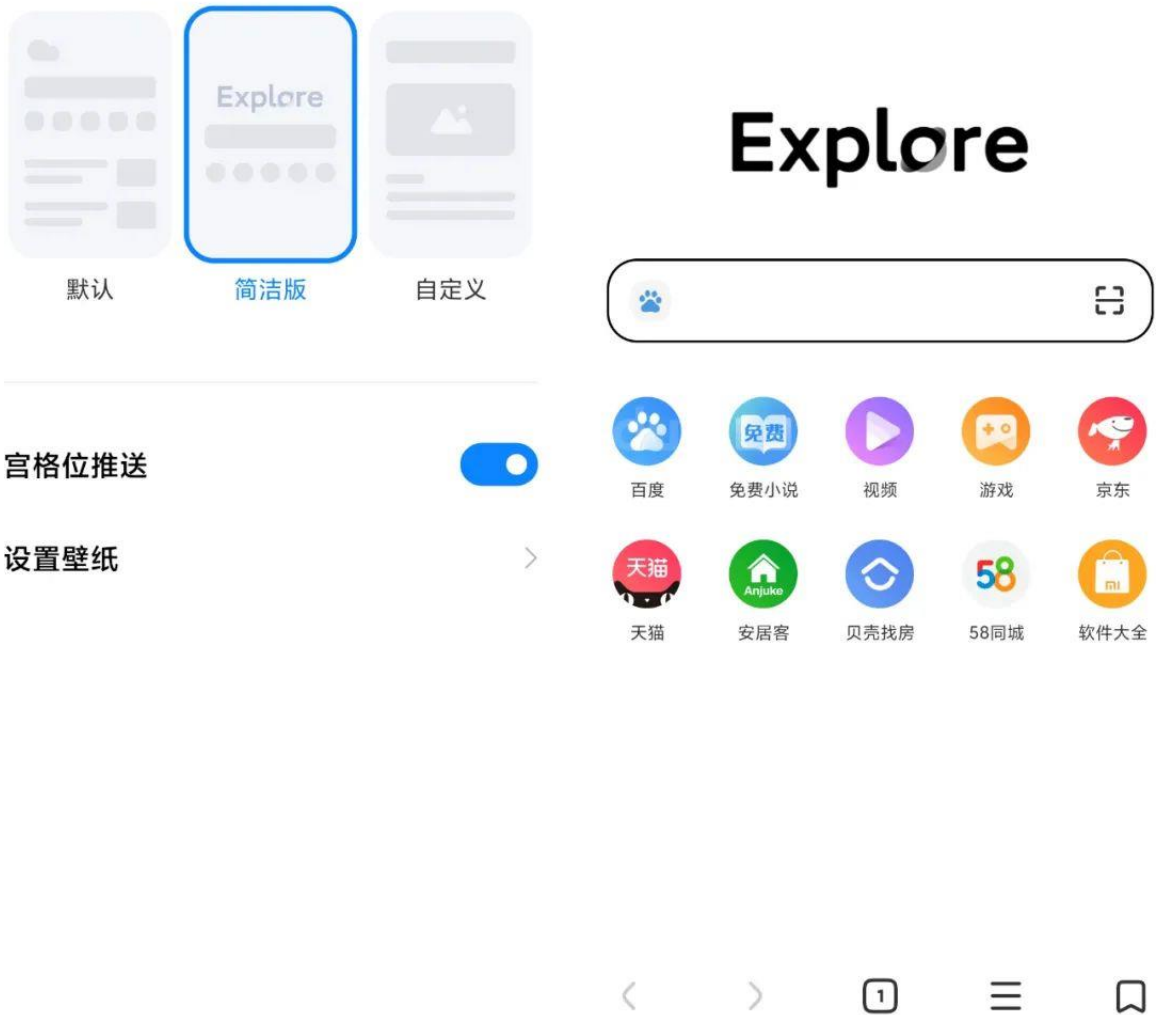 Explore
默认
简洁版
自定义
宫格位推送
设置壁纸
Explore
免费
百度
免费小说
视频
游戏
京东
天猫
Anjuke
58
mi
天猫
安居客
贝壳找房
58同城
软件大全
1